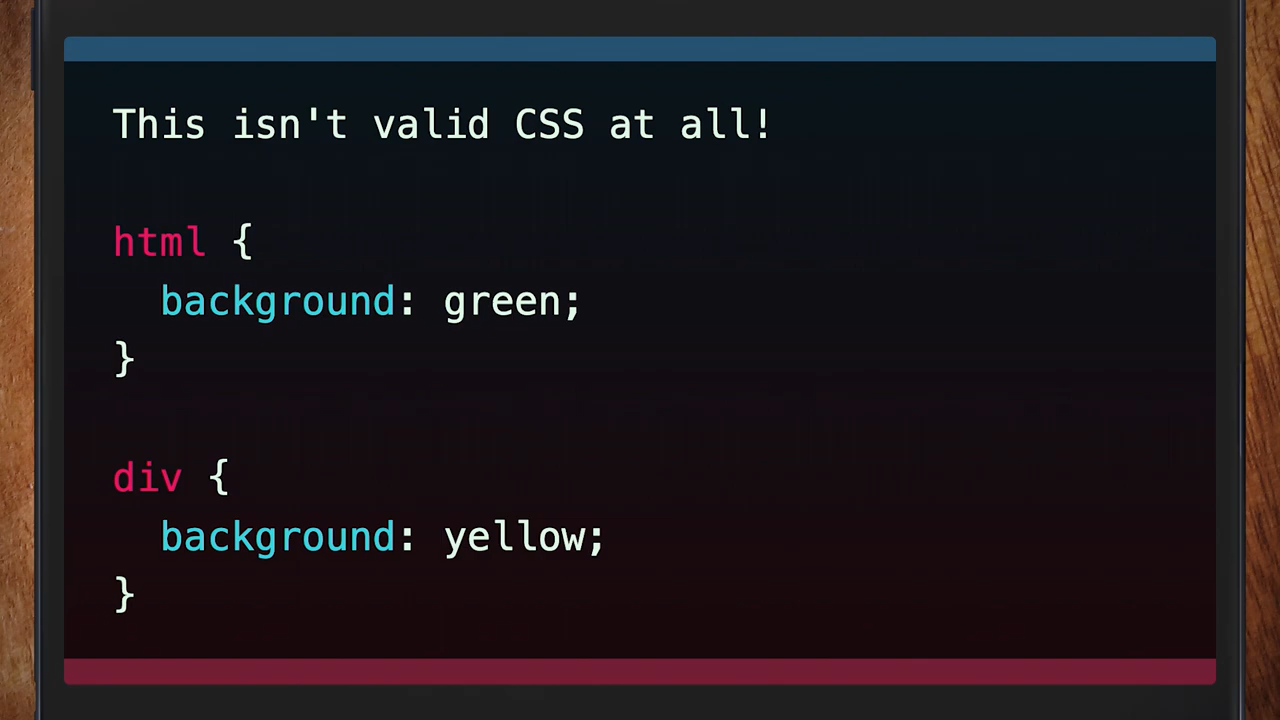 This isn't valid CSS at all!
html {
  background: green;
}
div {
  background: yellow;
}